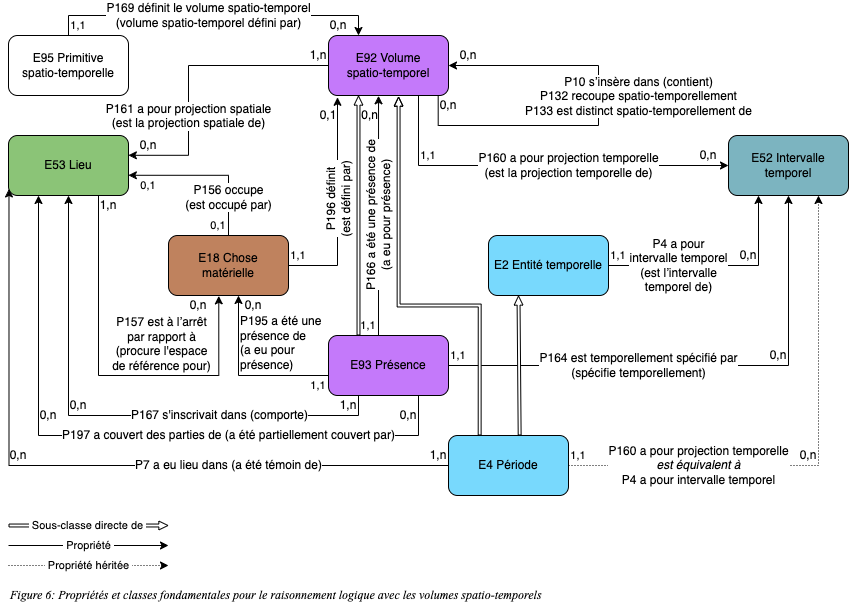 P169 définit le volume spatio-temporel
(volume spatio-temporel défini par)
1,1
0,n
E95 Primitive
spatio-temporelle
E92 Volume
spatio-temporel
1,n
0,n
P10 s'insère dans (contient)
P132 recoupe spatio-temporellement
P133 est distinct spatio-temporellement de
0,n
P161 a pour projection spatiale
(est la projection spatiale de)
0,n
E53 Lieu
0,1
P156 occupe
(est occupé par)
0,1
1,n
E18 Chose
matérielle
1,1
P196 définit
(est défini par)
0,1
P166 a été une présence de
(a eu pour présence)
0,n
1,1
1,1
P160 a pour projection temporelle
(est la projection temporelle de)
0,n
E52 Intervalle
temporel
E2 Entité temporelle
1,1
P4 a pour
intervalle temporel
(est l'intervalle
temporel de)
0,n
0,n
P157 est à l'arrêt
par rapport à
(procure l'espace
de référence pour)
0,n
P195 a été une
présence de
(a eu pour
présence)
1,1
E93 Présence
1,1
P164 est temporellement spécifié par
(spécifie temporellement)
0,n
0,n
P167 s'inscrivait dans (comporte)
1,n
0,n
P197 a couvert des parties de (a été partiellement couvert par)
0,n
0,n
P7 a eu lieu dans (a été témoin de)
1,n
E4 Période
1,1
P160 a pour projection temporelle
est équivalent à
P4 a pour intervalle temporel
0,n
Sous-classe directe de
Propriété
Propriété héritée
Figure 6: Propriétés et classes fondamentales pour le raisonnement logique avec les volumes spatio-temporels